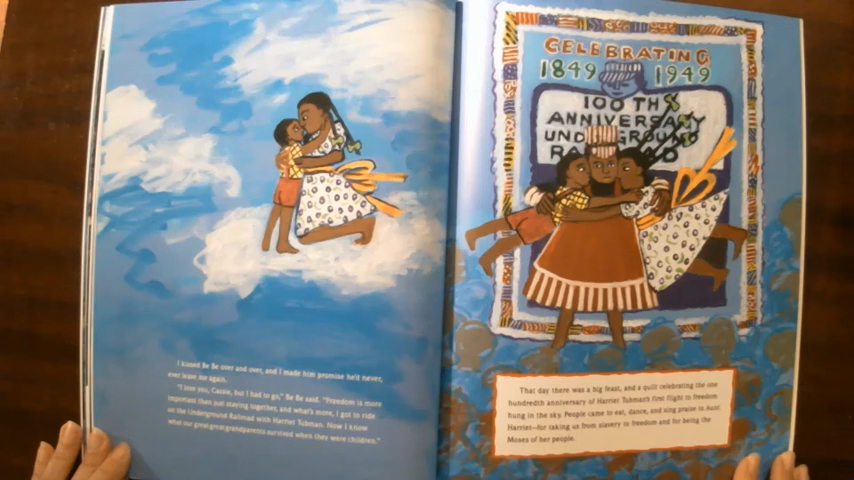 I kissed Be Be over and over, and I made him promise he'd never,
ever leave me again.
"I love you, Cassie, but I had to go," Be Be said. "Freedom is more
important than just staying together, and what's more, I got to ride
on the Underground Railroad with Harriet Tubman. Now I know
what our great-great-grandparents survived when they were children."
CELEBRATING
1849 1949
100 TH
ANNIVERSARY
UND GROU
RA D
That day there was a big feast, and a quilt celebrating the one
hundredth anniversary of Harriet Tubman's first flight to freedom
hung in the sky. People came to eat, dance, and sing praise to Aunt
Harriet—for taking us from slavery to freedom and for being the
Moses of her people.